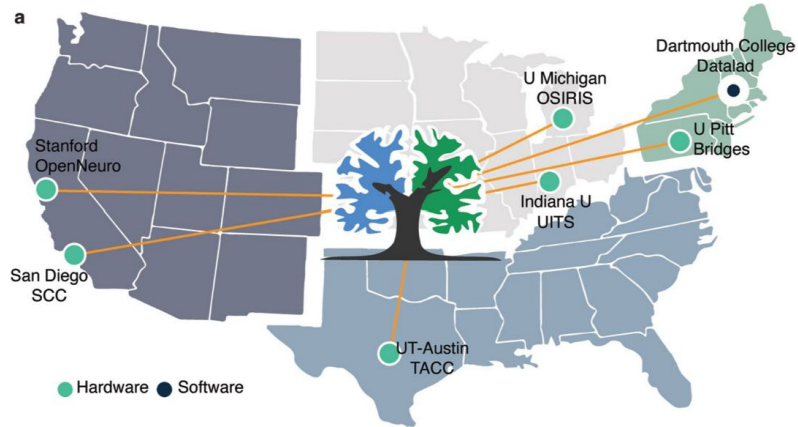 a
Dartmouth College
Datalad
U Michigan
OSIRIS
U Pitt
Bridges
Stanford
OpenNeuro
Indiana U
UITS
San Diego
SCC
UT-Austin
TACC
Hardware
Software